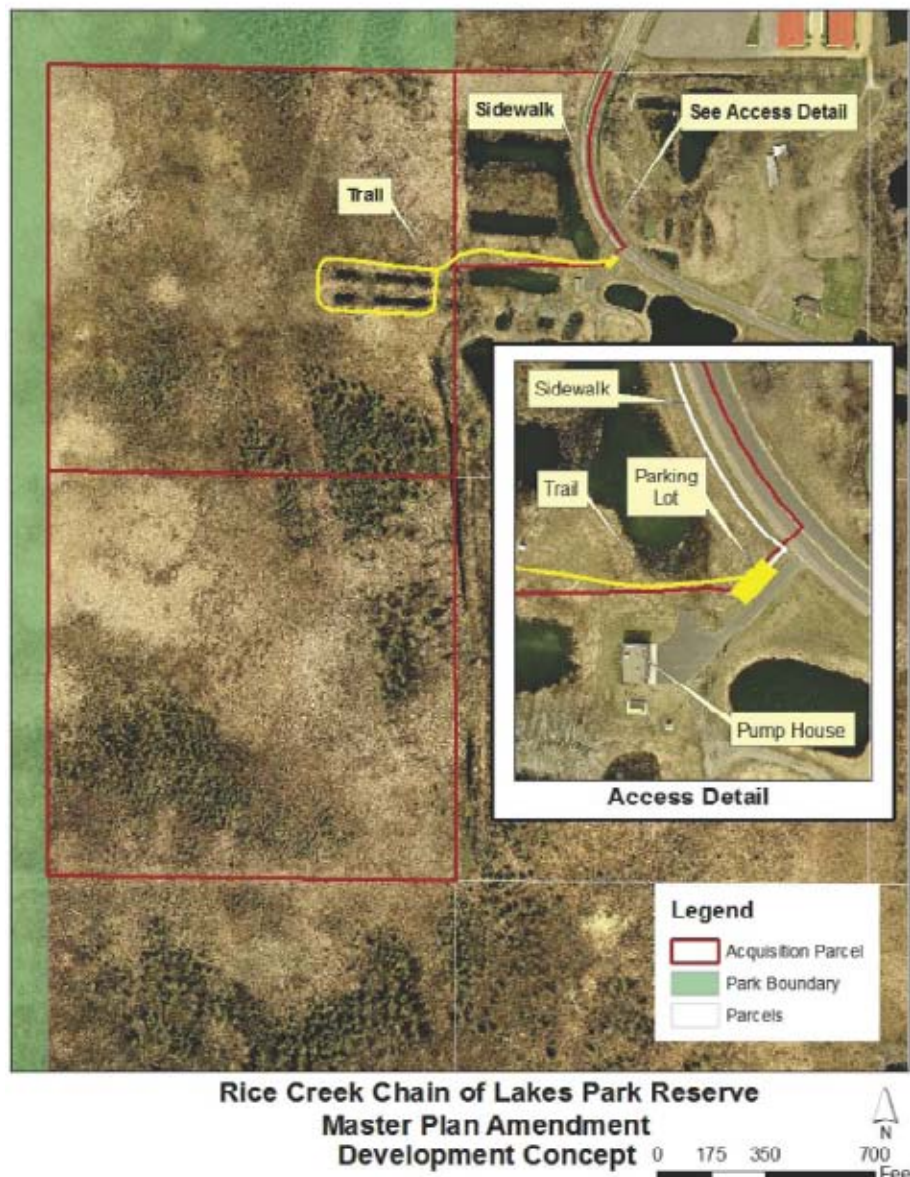 Sidewalk
See Access Detail
Trail
Sidewalk
Trail
Parking
Lot
Pump House
Access Detail
Legend
Acquisition Parcel
Park Boundary
Parcels
Rice Creek Chain of Lakes Park Reserve
Master Plan Amendment
Development Concept
N
0 175 350 700
Fee